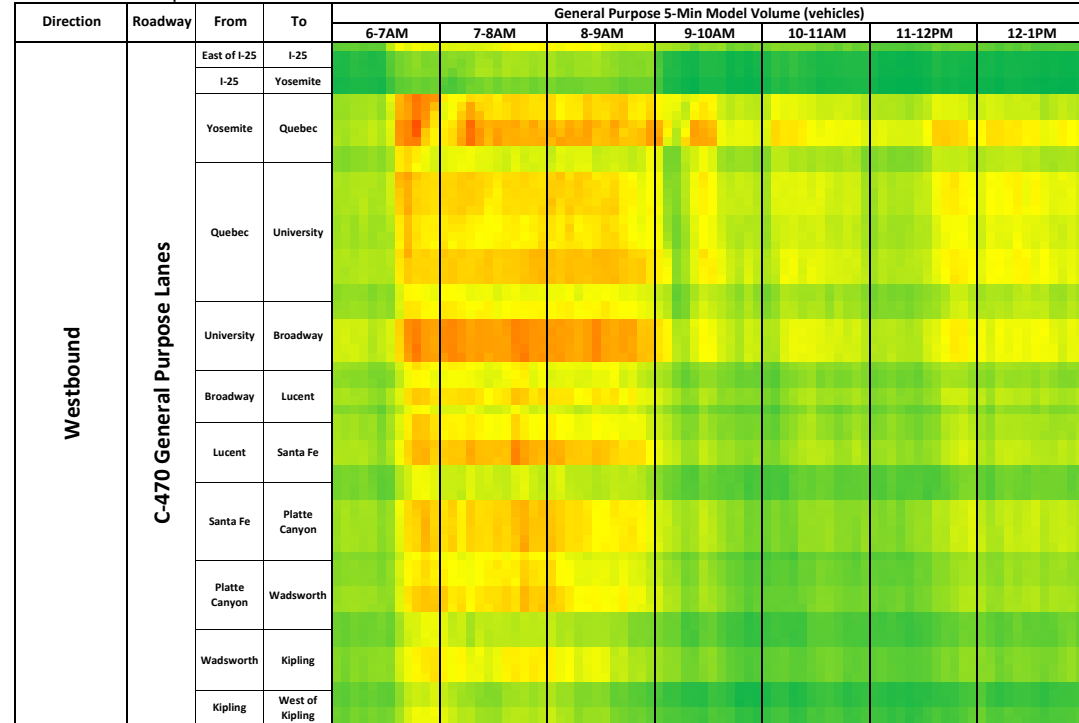 General Purpose 5-Min Model Volume (vehicles)
Direction Roadway From To
6-7AM 7-8AM 8-9AM 9-10AM 10-11AM 11-12PM 12-1PM
Westbound
C-470 General Purpose Lanes
East of I-25 I-25
I-25 Yosemite
Yosemite Quebec
Quebec University
University Broadway
Broadway Lucent
Lucent Santa Fe
Santa Fe Platte
Canyon
Platte
Canyon Wadsworth
Wadsworth Kipling
Kipling West of
Kipling